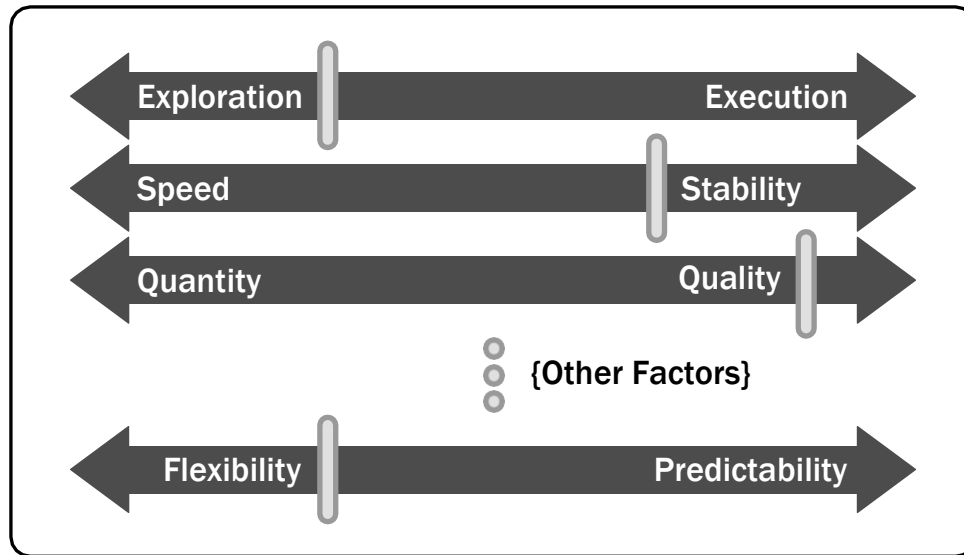 Exploration Execution
Speed Stability
Quantity Quality
{Other Factors}
Flexibility Predictability